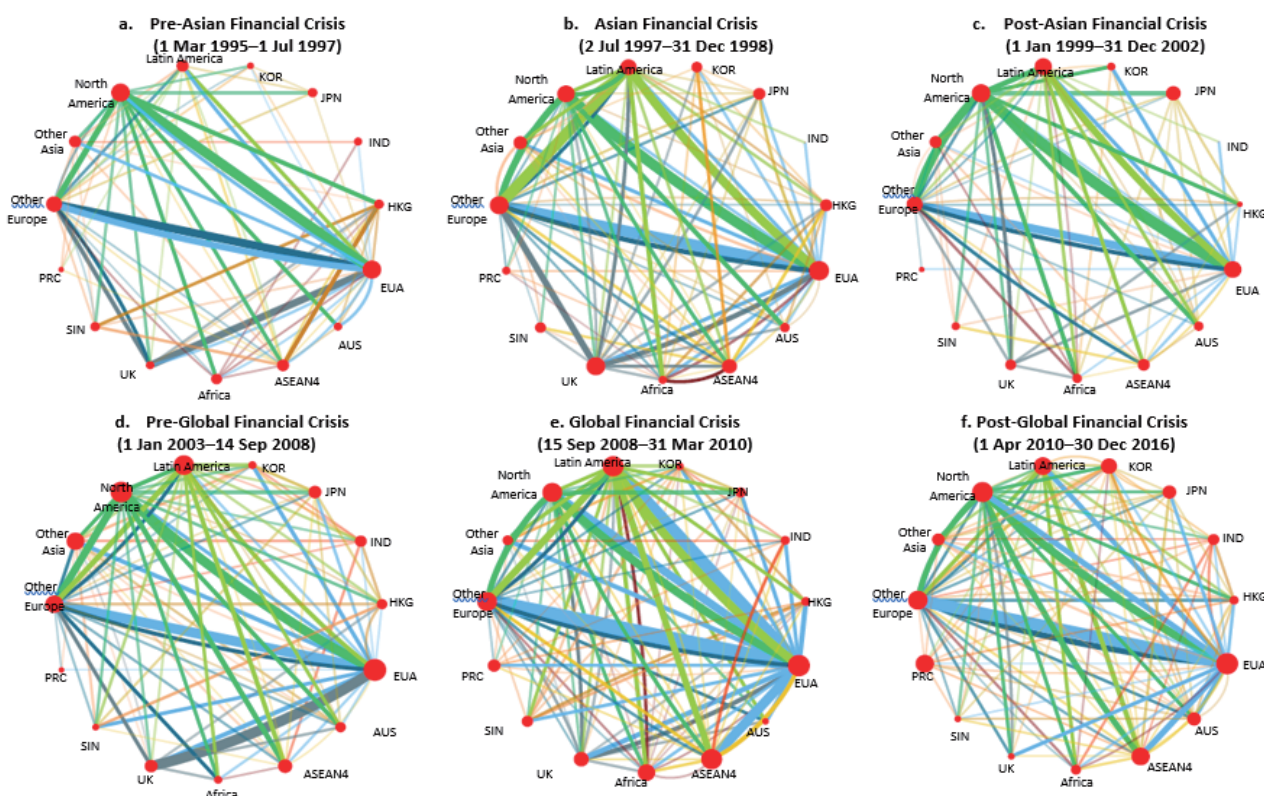 a. Pre-Asian Financial Crisis
(1 Mar 1995–1 Jul 1997)
Latin America
KOR
North
America
JPN
Other
Asia
IND
Other
Europe
HKG
PRC
EUA
SIN
AUS
UK
ASEAN4
Africa
b. Asian Financial Crisis
(2 Jul 1997–31 Dec 1998)
Latin America
KOR
North
America
JPN
Other
Asia
IND
Other
Europe
HKG
PRC
EUA
SIN
AUS
UK
ASEAN4
Africa
c. Post-Asian Financial Crisis
(1 Jan 1999–31 Dec 2002)
Latin America
KOR
North
America
JPN
Other
Asia
IND
Other
Europe
HKG
PRC
EUA
SIN
AUS
UK
ASEAN4
Africa
d. Pre-Global Financial Crisis
(1 Jan 2003–14 Sep 2008)
Latin America
KOR
North
America
JPN
Other
Asia
IND
Other
Europe
HKG
PRC
EUA
SIN
AUS
UK
ASEAN4
Africa
e. Global Financial Crisis
(15 Sep 2008–31 Mar 2010)
Latin America
KOR
North
America
JPN
Other
Asia
IND
Other
Europe
HKG
PRC
EUA
SIN
AUS
UK
ASEAN4
Africa
f. Post-Global Financial Crisis
(1 Apr 2010–30 Dec 2016)
Latin America
KOR
North
America
JPN
Other
Asia
IND
Other
Europe
HKG
PRC
EUA
SIN
AUS
UK
ASEAN4
Africa